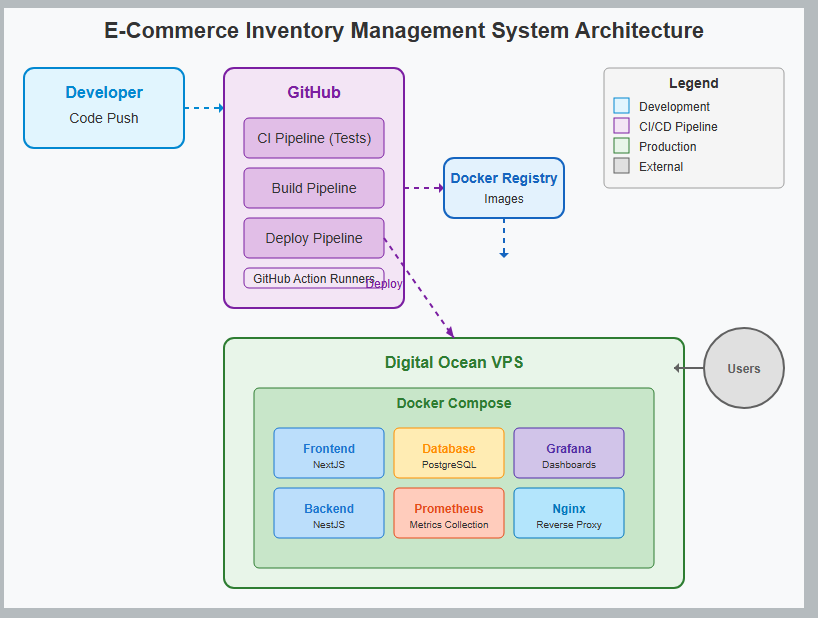 E-Commerce Inventory Management System Architecture
Developer
Code Push
GitHub
CI Pipeline (Tests)
Build Pipeline
Deploy Pipeline
GitHub Action Runners
Deploy
Docker Registry
Images
Legend
Development
CI/CD Pipeline
Production
External
Digital Ocean VPS
Docker Compose
Frontend
NextJS
Database
PostgreSQL
Grafana
Dashboards
Backend
NestJS
Prometheus
Metrics Collection
Nginx
Reverse Proxy
Users